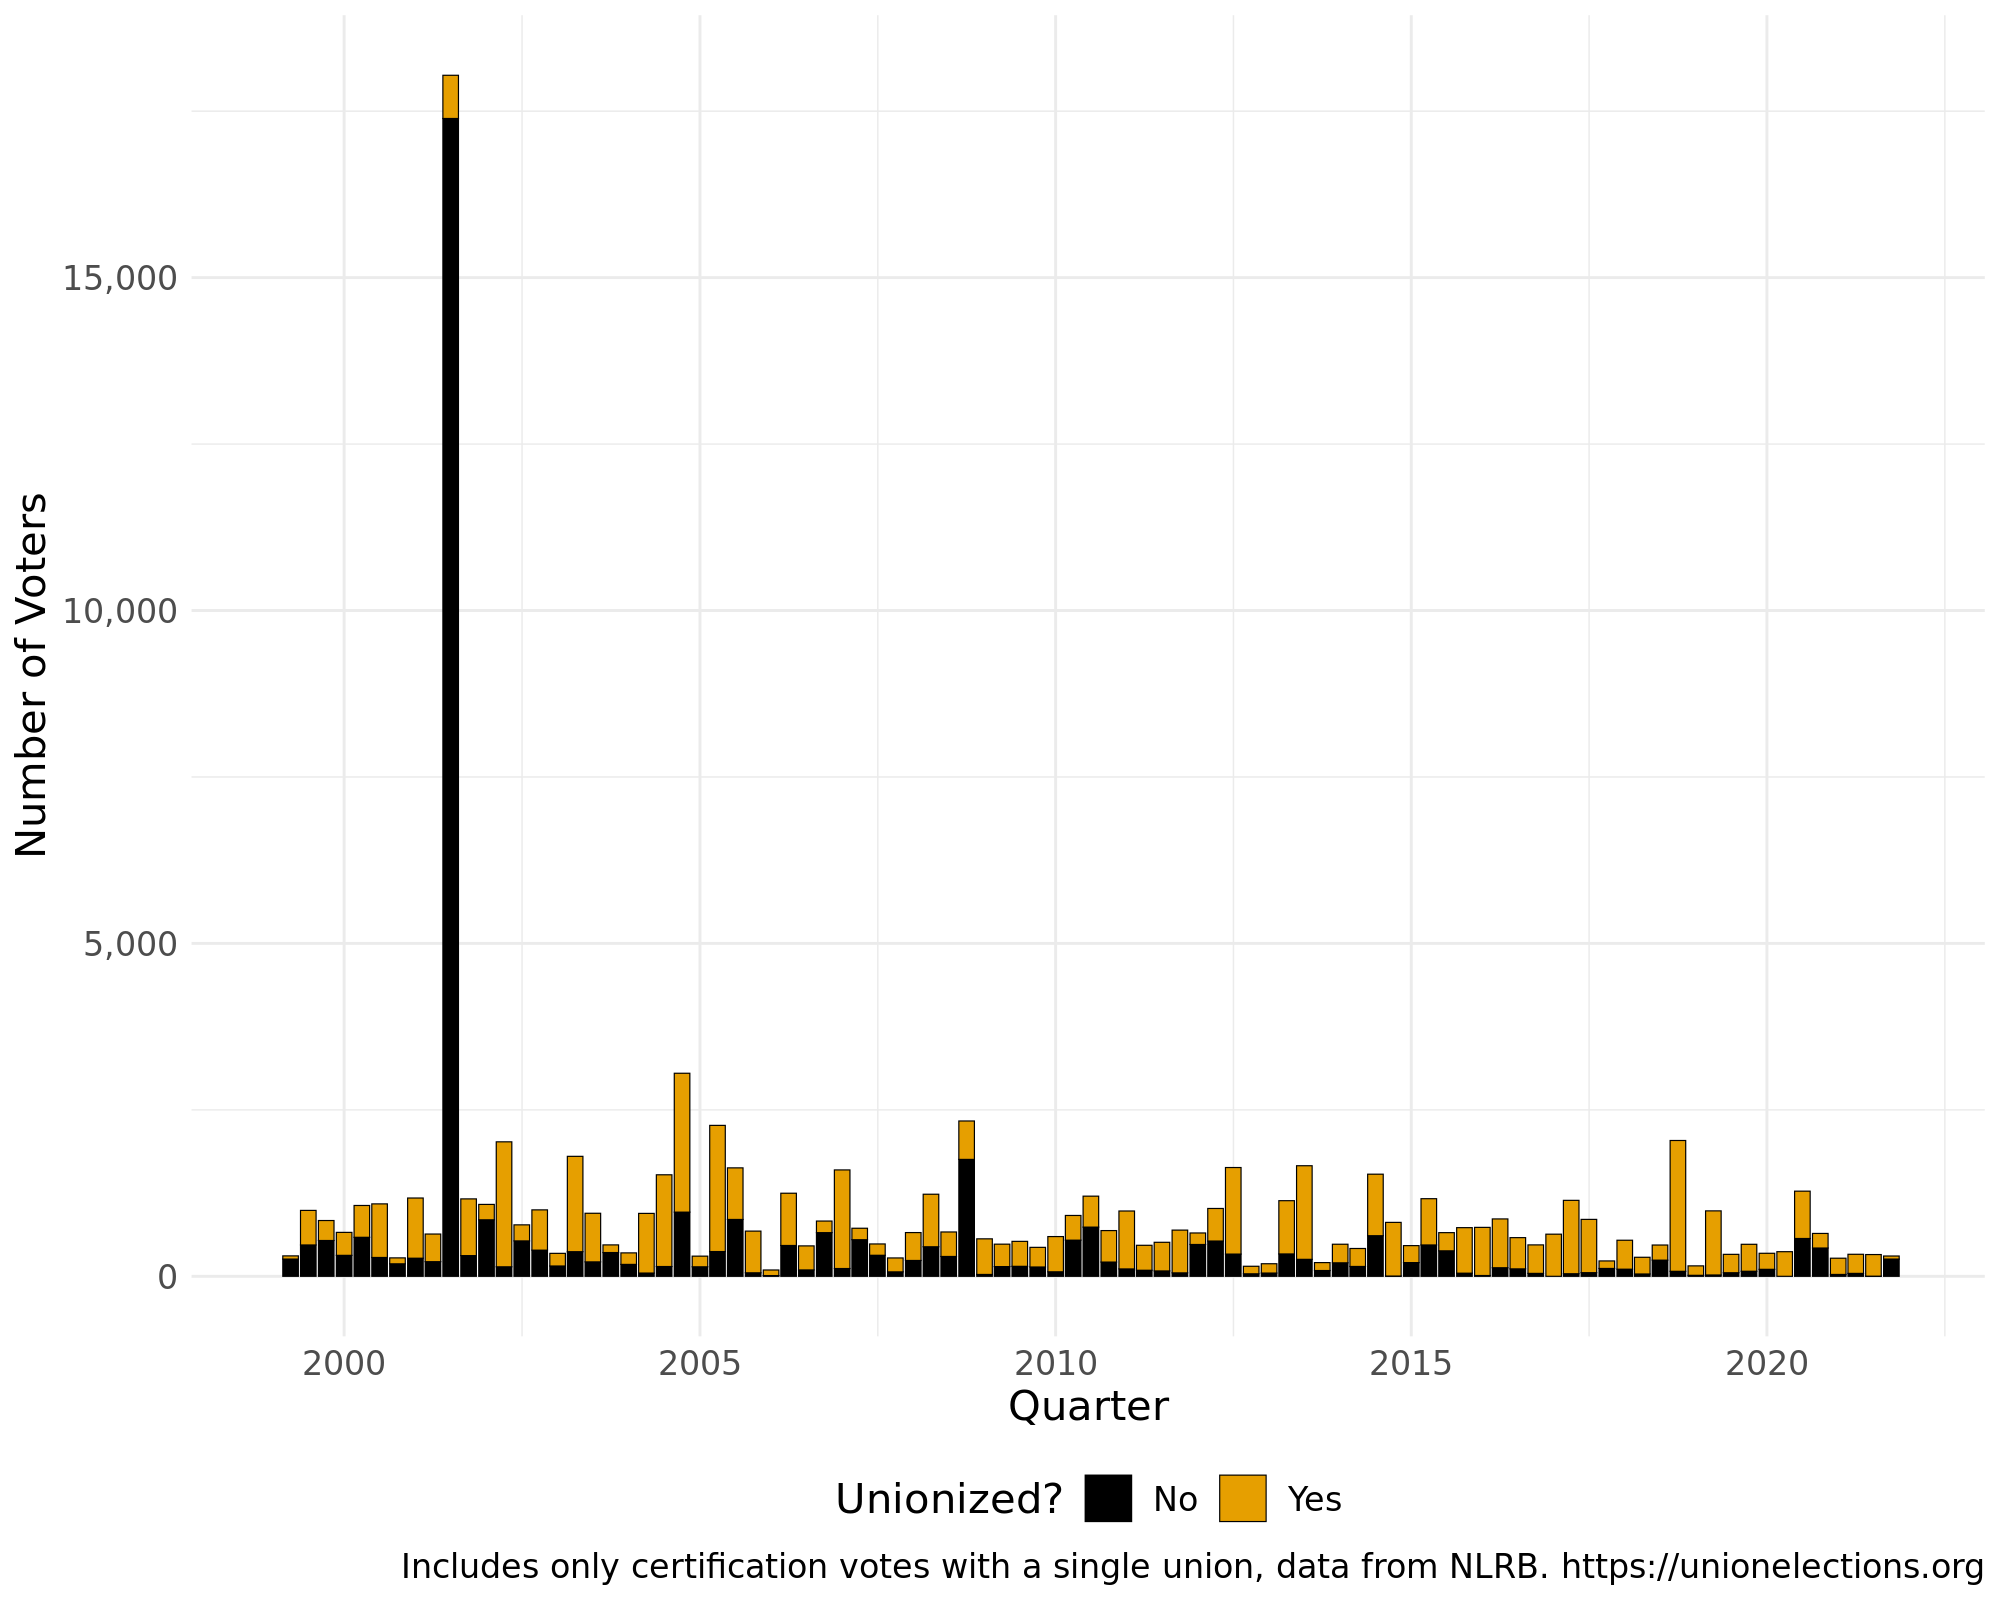 15,000
10,000
5,000
0
Number of Voters
2000 2005 2010 2015 2020
Quarter
Unionized? No Yes
Includes only certification votes with a single union, data from NLRB. https://unionelections.org